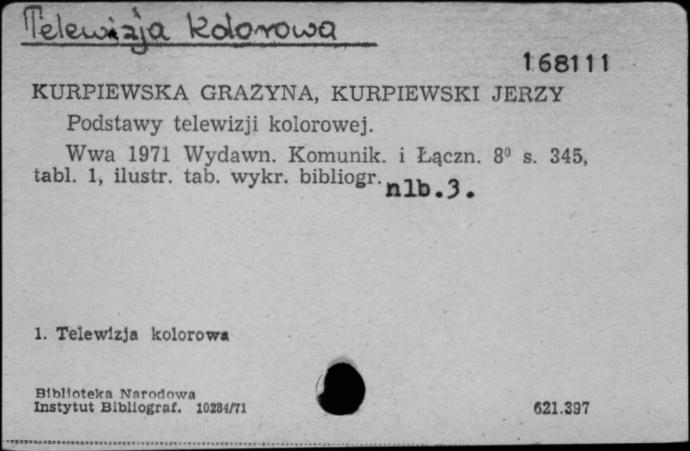 Telewizja kolorowa
168111
KURPIEWSKA GRAŻYNA, KURPIEWSKI JERZY
Podstawy telewizji kolorowej.
Wwa 1971 Wydawn. Komunik. i Łączn. 8⁰ s. 345,
tabl. 1, ilustr. tab. wykr. bibliogr. nlb.3.
1. Telewizja kolorowa
Biblioteka Narodowa
Instytut Bibliograf. 10284/71
621.397